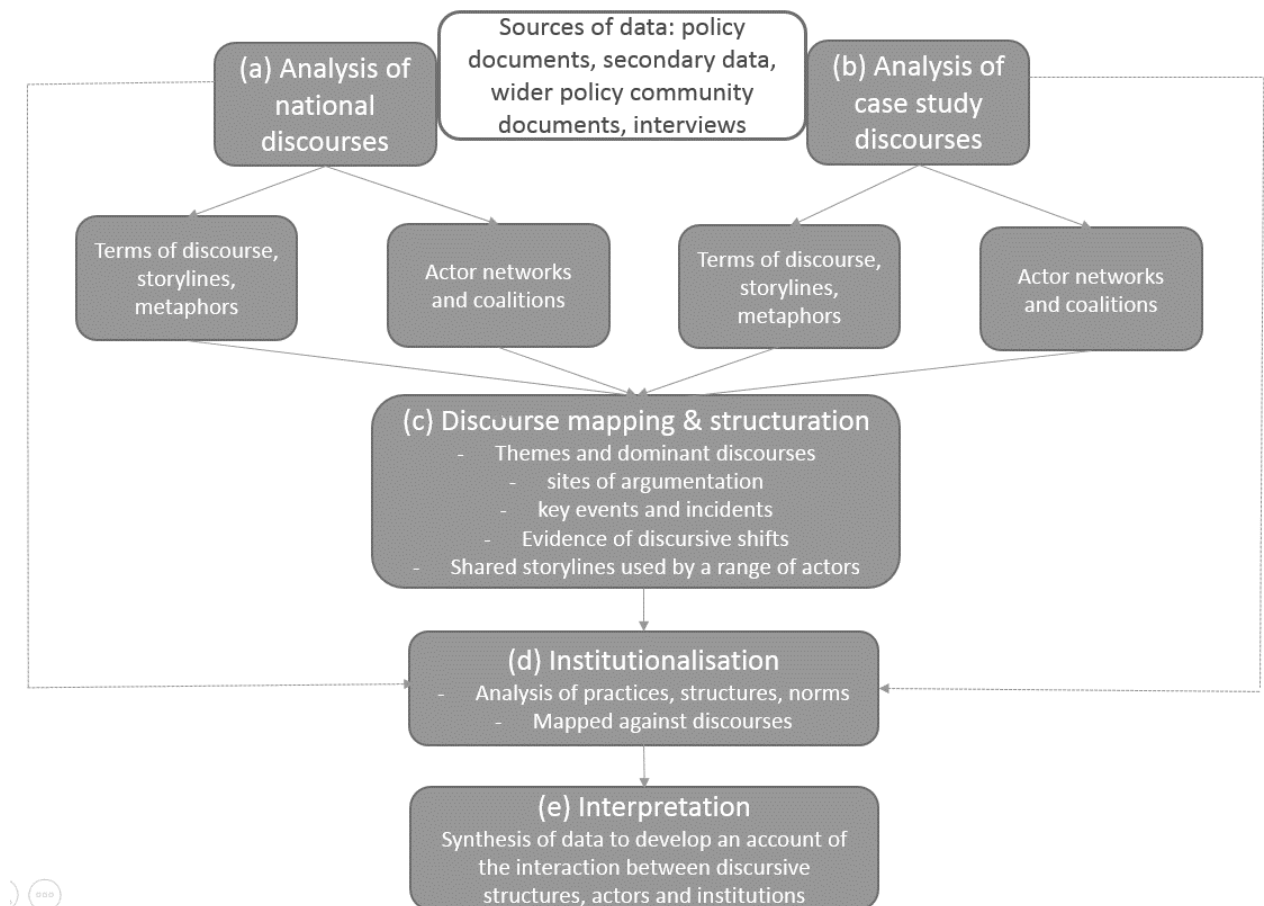 Sources of data: policy
documents, secondary data,
wider policy community
documents, interviews
(a) Analysis of
national
discourses
(b) Analysis of
case study
discourses
Terms of discourse,
storylines,
metaphors
Actor networks
and coalitions
Terms of discourse,
storylines,
metaphors
Actor networks
and coalitions
(c) Discourse mapping & structuration
- Themes and dominant discourses
- sites of argumentation
- key events and incidents
- Evidence of discursive shifts
- Shared storylines used by a range of actors
(d) Institutionalisation
- Analysis of practices, structures, norms
- Mapped against discourses
(e) Interpretation
Synthesis of data to develop an account of
the interaction between discursive
structures, actors and institutions